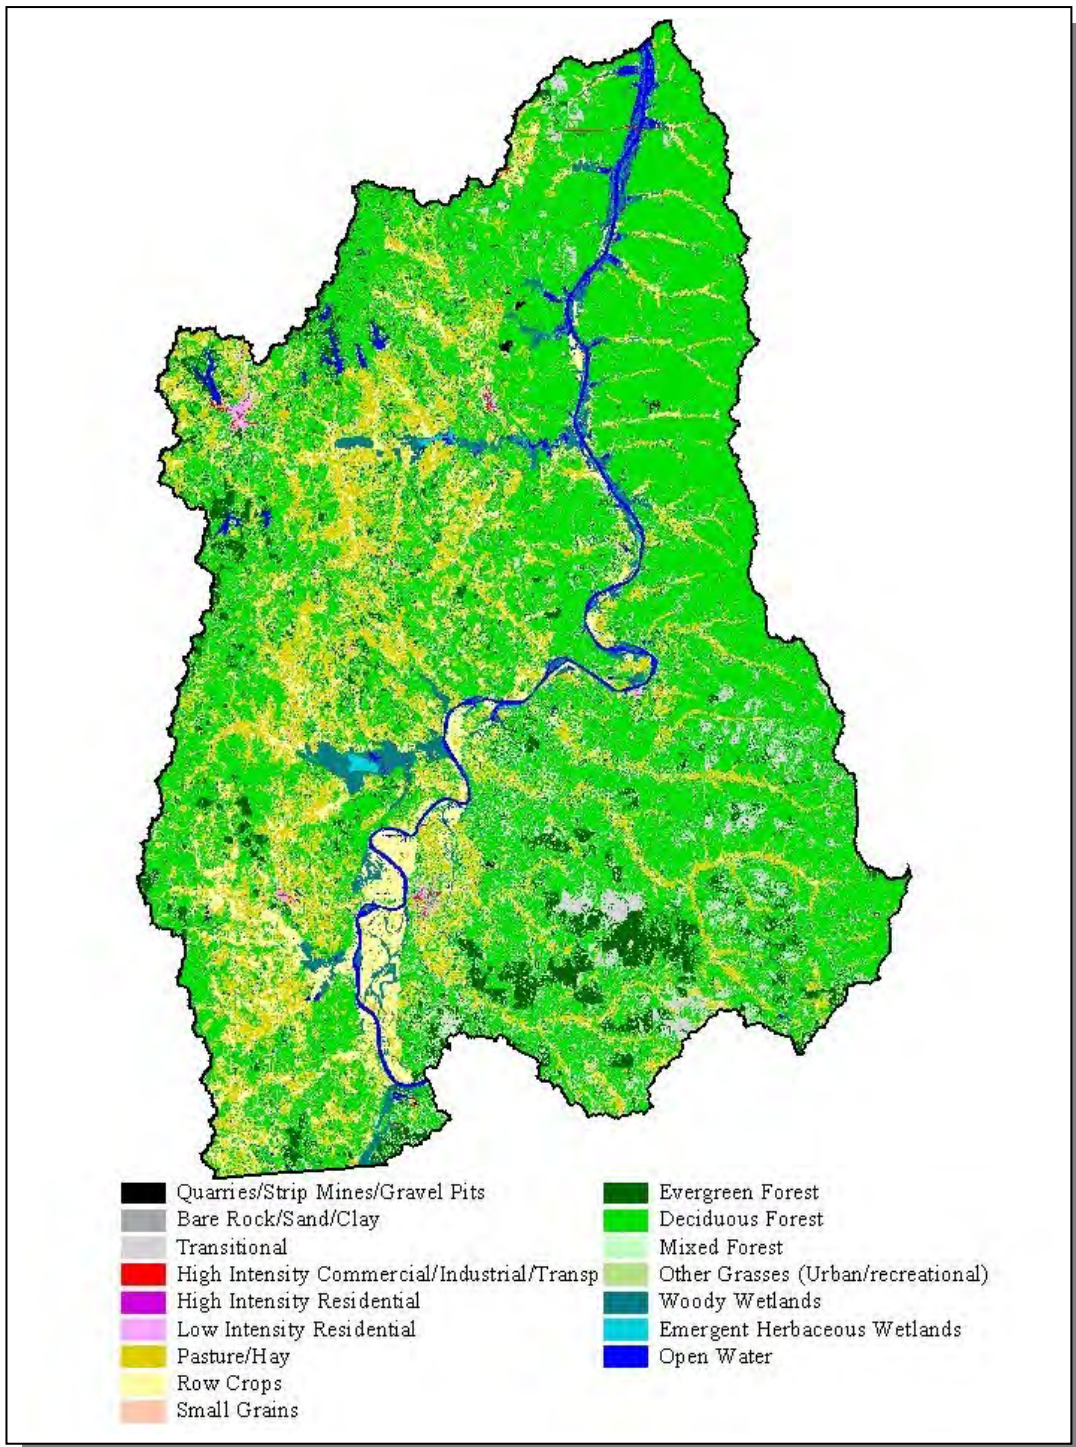 Quarries/Strip Mines/Gravel Pits
Bare Rock/Sand/Clay
Transitional
High Intensity Commercial/Industrial/Transp
High Intensity Residential
Low Intensity Residential
Pasture/Hay
Row Crops
Small Grains
Evergreen Forest
Deciduous Forest
Mixed Forest
Other Grasses (Urban/recreational)
Woody Wetlands
Emergent Herbaceous Wetlands
Open Water